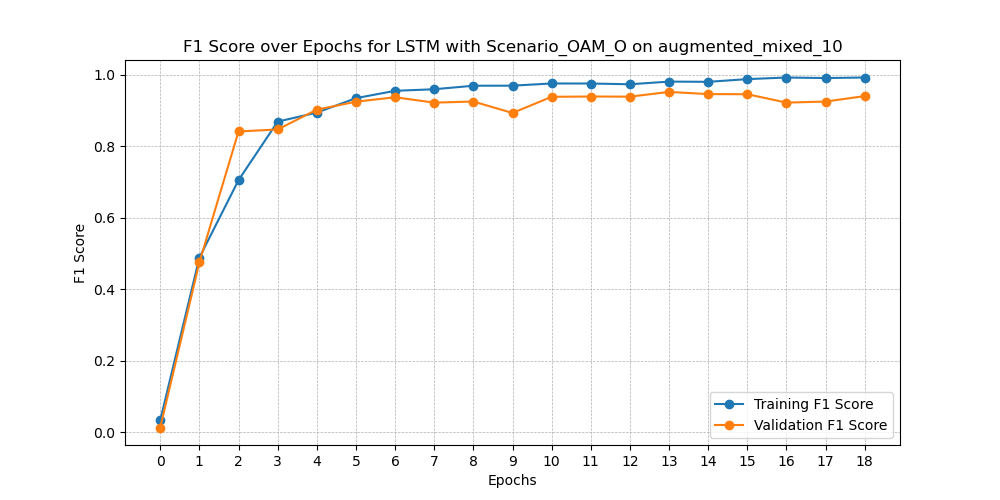 F1 Score over Epochs for LSTM with Scenario_OAM_O on augmented_mixed_10
1.0
0.8
0.6
0.4
0.2
0.0
F1 Score
Training F1 Score
Validation F1 Score
0 1 2 3 4 5 6 7 8 9 10 11 12 13 14 15 16 17 18
Epochs